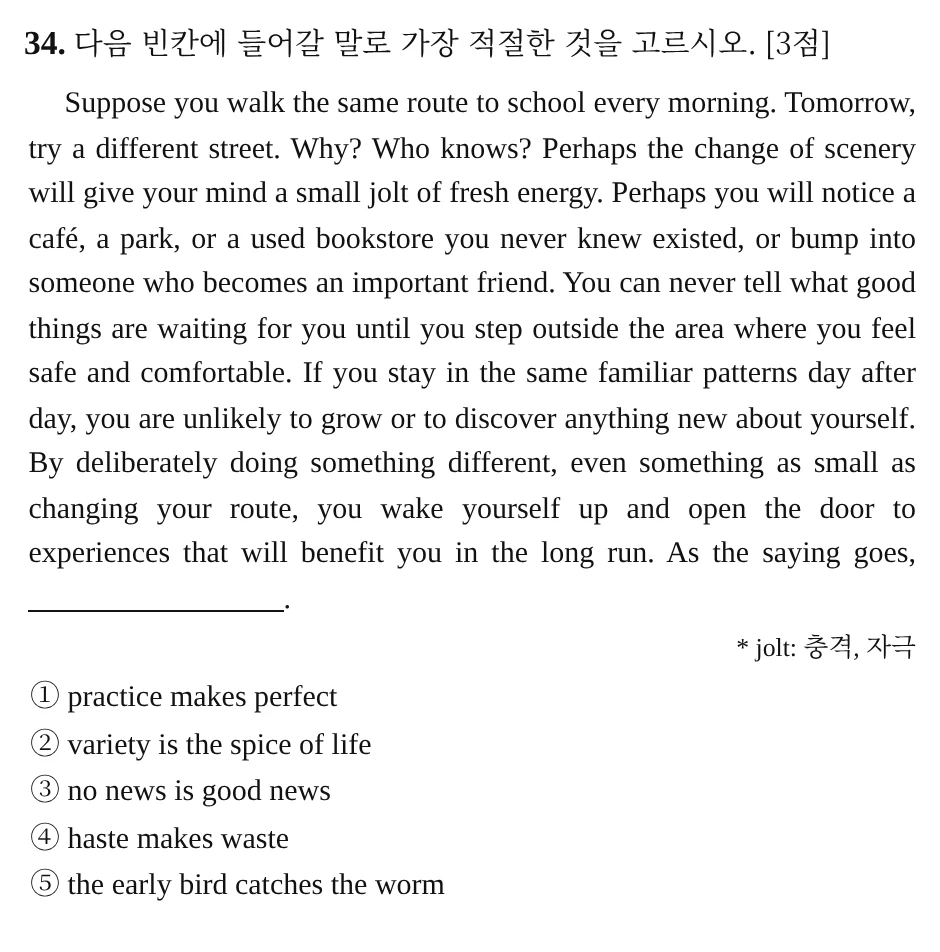 34. 다음 빈칸에 들어갈 말로 가장 적절한 것을 고르시오. [3점]
Suppose you walk the same route to school every morning. Tomorrow,
try a different street. Why? Who knows? Perhaps the change of scenery
will give your mind a small jolt of fresh energy. Perhaps you will notice a
café, a park, or a used bookstore you never knew existed, or bump into
someone who becomes an important friend. You can never tell what good
things are waiting for you until you step outside the area where you feel
safe and comfortable. If you stay in the same familiar patterns day after
day, you are unlikely to grow or to discover anything new about yourself.
By deliberately doing something different, even something as small as
changing your route, you wake yourself up and open the door to
experiences that will benefit you in the long run. As the saying goes,
_________________.
* jolt: 충격, 자극
① practice makes perfect
② variety is the spice of life
③ no news is good news
④ haste makes waste
⑤ the early bird catches the worm